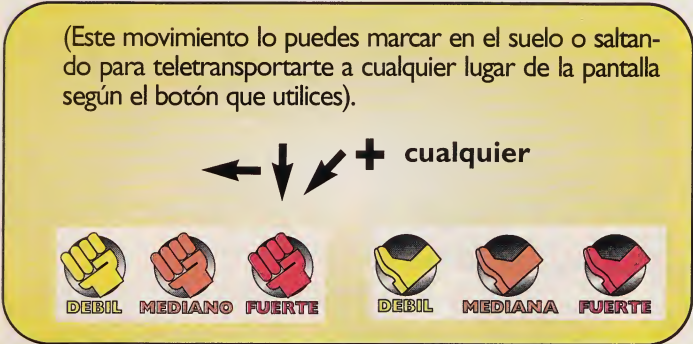 (Este movimiento lo puedes marcar en el suelo o saltan-
do para teletransportarte a cualquier lugar de la pantalla
según el botón que utilices).
+ cualquier
DEBIL MEDIANO FUERTE DEBIL MEDIANA FUERTE